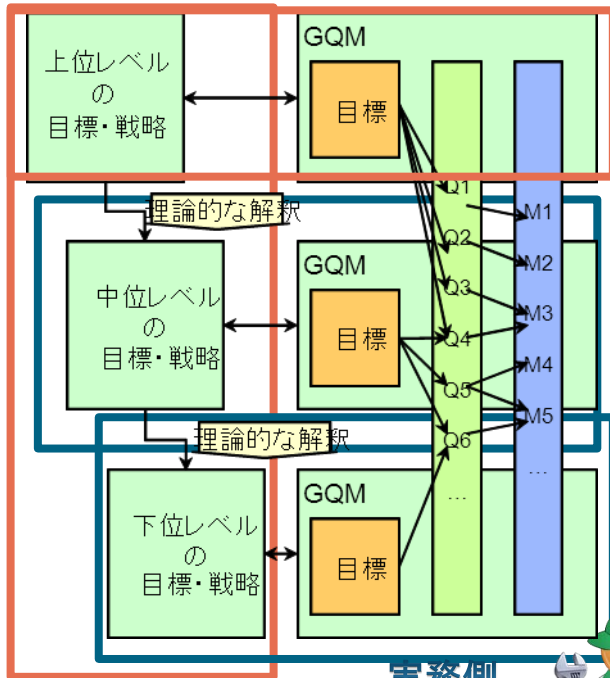 上位レベル
の
目標・戦略
GQM
目標
Q1
M1
理論的な解釈
Q2
M2
中位レベル
の
目標・戦略
GQM
目標
Q3
M3
Q4
M4
Q5
M5
理論的な解釈
Q6
…
…
下位レベル
の
目標・戦略
GQM
目標
実務側